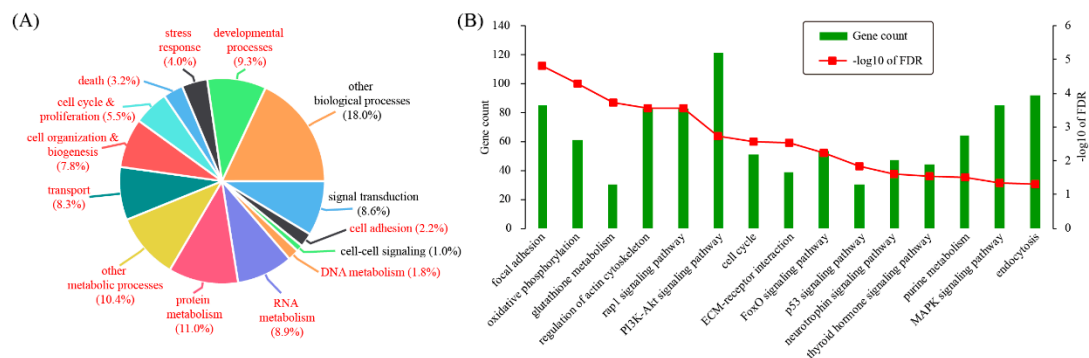 (A)
stress
response
(4.0%)
developmental
processes
(9.3%)
death (3.2%)
cell cycle &
proliferation
(5.5%)
cell organization &
biogenesis
(7.8%)
transport
(8.3%)
other
metabolic processes
(10.4%)
protein
metabolism
(11.0%)
RNA
metabolism
(8.9%)
DNA metabolism (1.8%)
cell-cell signaling (1.0%)
cell adhesion (2.2%)
signal transduction
(8.6%)
other
biological processes
(18.0%)
(B)
Gene count
140
120
100
80
60
40
20
0
Gene count
-log10 of FDR
6
5
4
3
2
1
0
-log10 of FDR
focal adhesion
oxidative phosphorylation
glutathione metabolism
regulation of actin cytoskeleton
rap1 signaling pathway
PI3K-Akt signaling pathway
cell cycle
ECM-receptor interaction
FoxO signaling pathway
p53 signaling pathway
neurotrophin signaling pathway
thyroid hormone signaling pathway
purine metabolism
MAPK signaling pathway
endocytosis